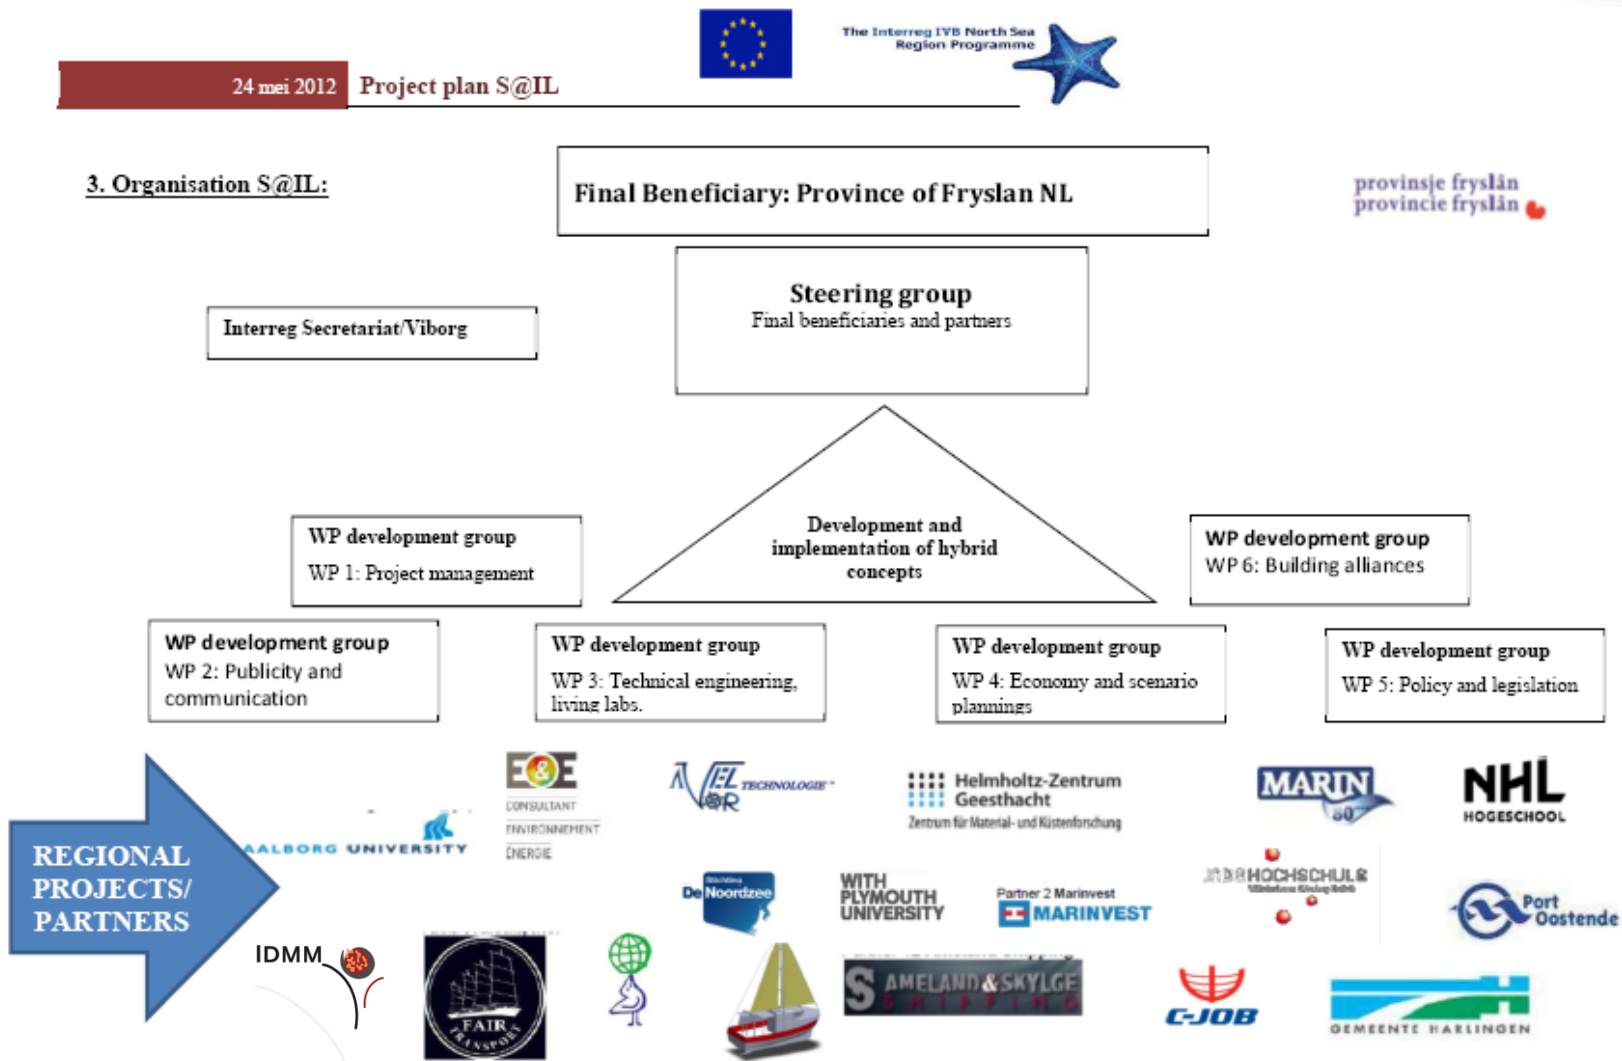 The Interreg IVB North Sea
Region Programme
24 mei 2012
Project plan S@IL
3. Organisation S@IL:
Final Beneficiary: Province of Fryslan NL
provinsje fryslân
provincie fryslân
Steering group
Final beneficiaries and partners
Interreg Secretariat/Viborg
Development and
implementation of hybrid
concepts
WP development group
WP 1: Project management
WP development group
WP 6: Building alliances
WP development group
WP 2: Publicity and
communication
WP development group
WP 3: Technical engineering,
living labs.
WP development group
WP 4: Economy and scenario
plannings
WP development group
WP 5: Policy and legislation
REGIONAL
PROJECTS/
PARTNERS
AALBORG UNIVERSITY
E&E
CONSULTANT
ENVIRONNEMENT
ÉNERGIE
AVEL
VOR
TECHNOLOGIE
Helmholtz-Zentrum
Geesthacht
Zentrum für Material- und Küstenforschung
MARIN
80
NHL
HOGESCHOOL
De Noordzee
WITH
PLYMOUTH
UNIVERSITY
Partner 2 Marinvest
MARINVEST
HOCHSCHULE
Port
Oostende
IDMM
FAIR
TRANSPORT
AMELAND & SKYLGE
SHIPPING
C-JOB
GEMEENTE HARLINGEN